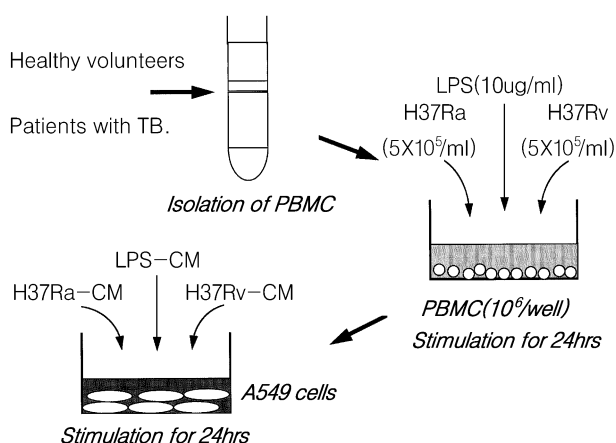 Healthy volunteers
Patients with TB.
Isolation of PBMC
LPS(10ug/ml)
H37Ra H37Rv
(5X10⁵/ml) (5X10⁵/ml)
PBMC(10⁶/well)
Stimulation for 24hrs
LPS-CM
H37Ra-CM H37Rv-CM
A549 cells
Stimulation for 24hrs